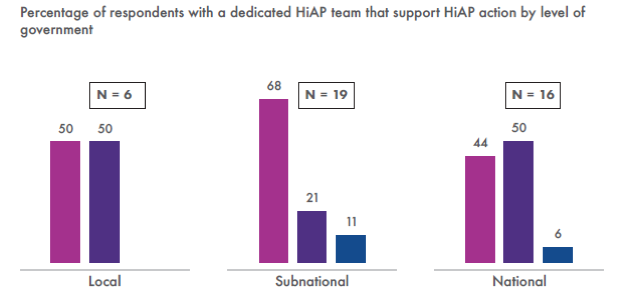 Percentage of respondents with a dedicated HiAP team that support HiAP action by level of
government
N = 6
50 50
Local
68
N = 19
21
11
Subnational
N = 16
44
50
6
National